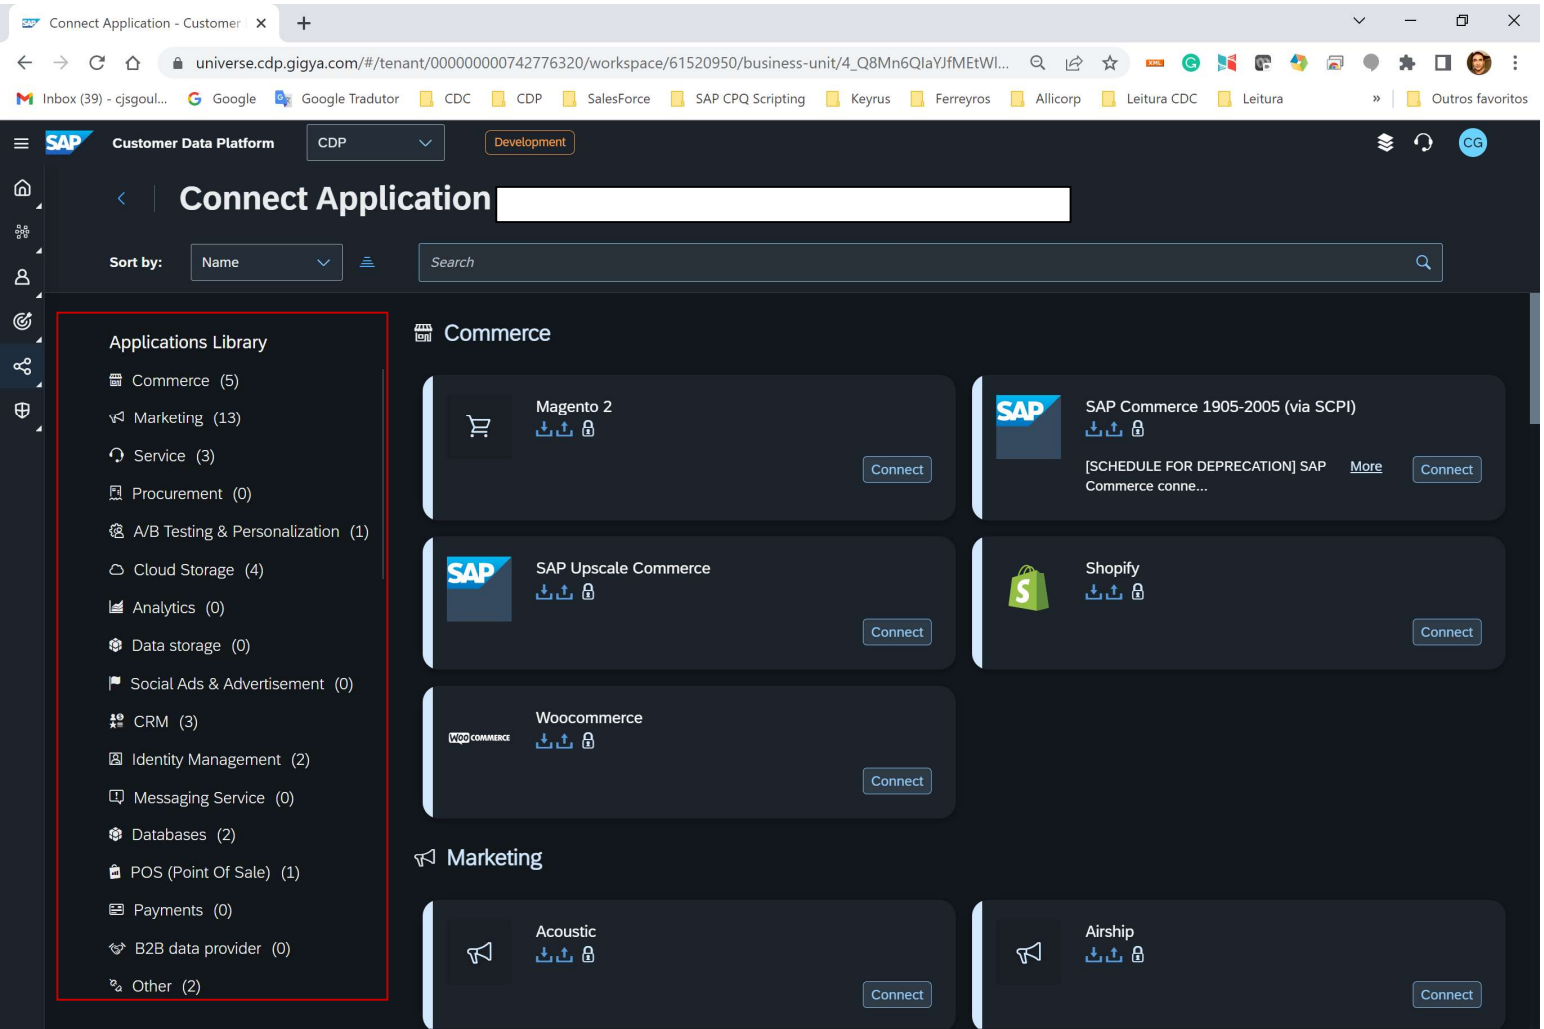 Connect Application - Customer
universe.cdp.gigya.com/#/tenant/000000000742776320/workspace/61520950/business-unit/4_Q8Mn6QIaYJfMEtWl...
Inbox (39) - cjsgoul... Google Google Tradutor CDC CDP SalesForce SAP CPQ Scripting Keyrus Ferreyros Allicorp Leitura CDC Leitura » Outros favoritos
SAP Customer Data Platform CDP Development CG
Connect Application
Sort by: Name Search
Applications Library
Commerce (5)
Marketing (13)
Service (3)
Procurement (0)
A/B Testing & Personalization (1)
Cloud Storage (4)
Analytics (0)
Data storage (0)
Social Ads & Advertisement (0)
CRM (3)
Identity Management (2)
Messaging Service (0)
Databases (2)
POS (Point Of Sale) (1)
Payments (0)
B2B data provider (0)
Other (2)
Commerce
Magento 2
Connect
SAP
SAP Commerce 1905-2005 (via SCPI)
[SCHEDULE FOR DEPRECATION] SAP
Commerce conne...
More
Connect
SAP
SAP Upscale Commerce
Connect
Shopify
Connect
WOO COMMERCE
Woocommerce
Connect
Marketing
Acoustic
Connect
Airship
Connect